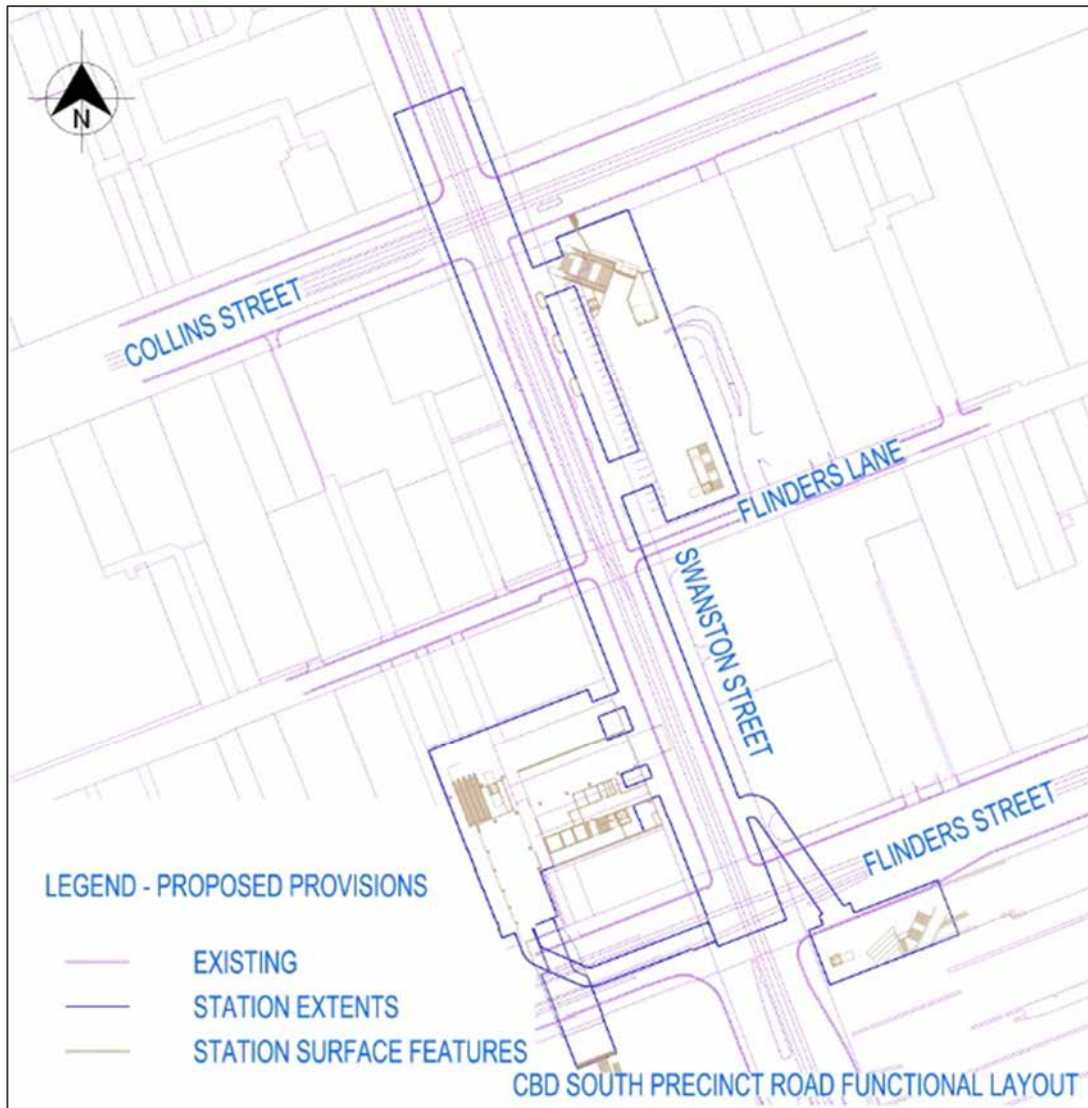 N
COLLINS STREET
FLINDERS LANE
SWANSTON STREET
FLINDERS STREET
LEGEND - PROPOSED PROVISIONS
EXISTING
STATION EXTENTS
STATION SURFACE FEATURES
CBD SOUTH PRECINCT ROAD FUNCTIONAL LAYOUT